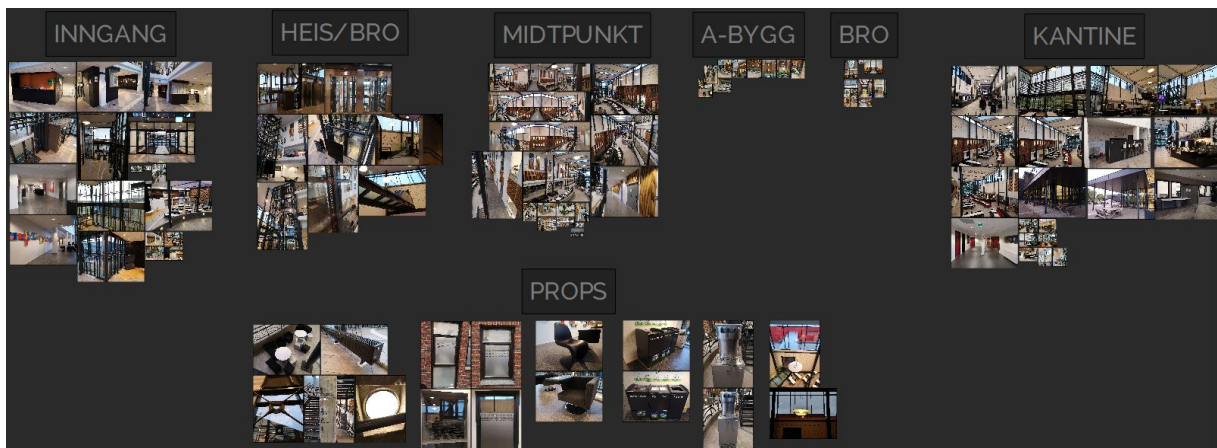 INNGANG
HEIS/BRO
MIDTPUNKT
A-BYGG
BRO
KANTINE
PROPS